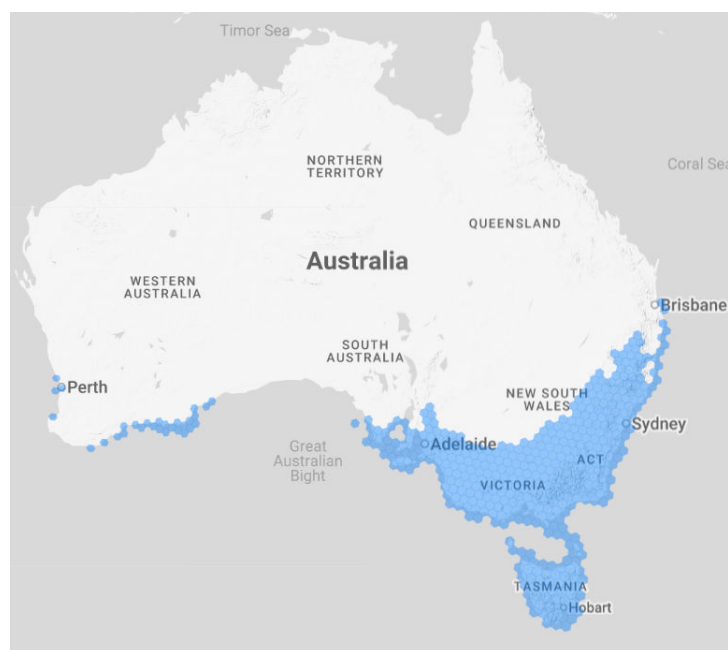 Timor Sea
NORTHERN
TERRITORY
Coral Sea
QUEENSLAND
Australia
WESTERN
AUSTRALIA
Brisbane
SOUTH
AUSTRALIA
Perth
NEW SOUTH
WALES
Sydney
Great
Australian
Bight
Adelaide
ACT
VICTORIA
TASMANIA
Hobart